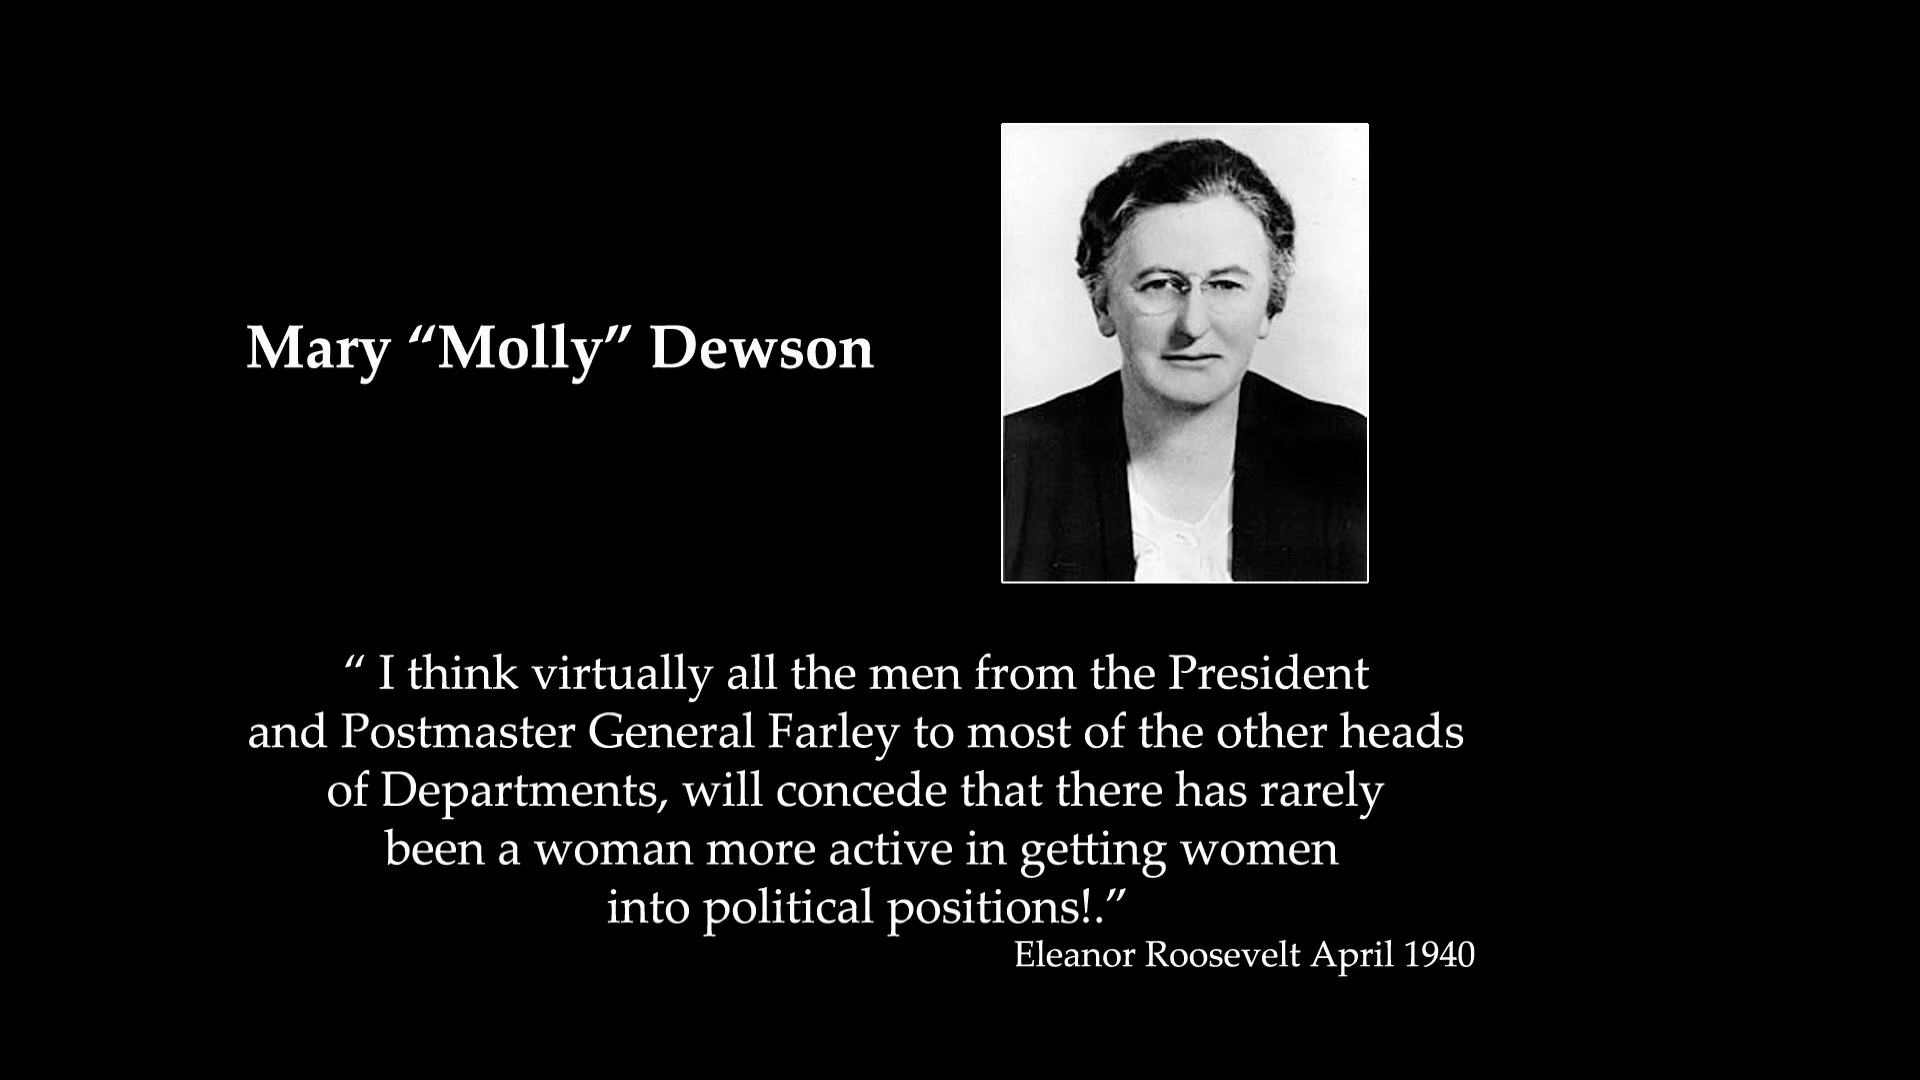 Mary “Molly” Dewson
“ I think virtually all the men from the President
and Postmaster General Farley to most of the other heads
of Departments, will concede that there has rarely
been a woman more active in getting women
into political positions!.”
Eleanor Roosevelt April 1940